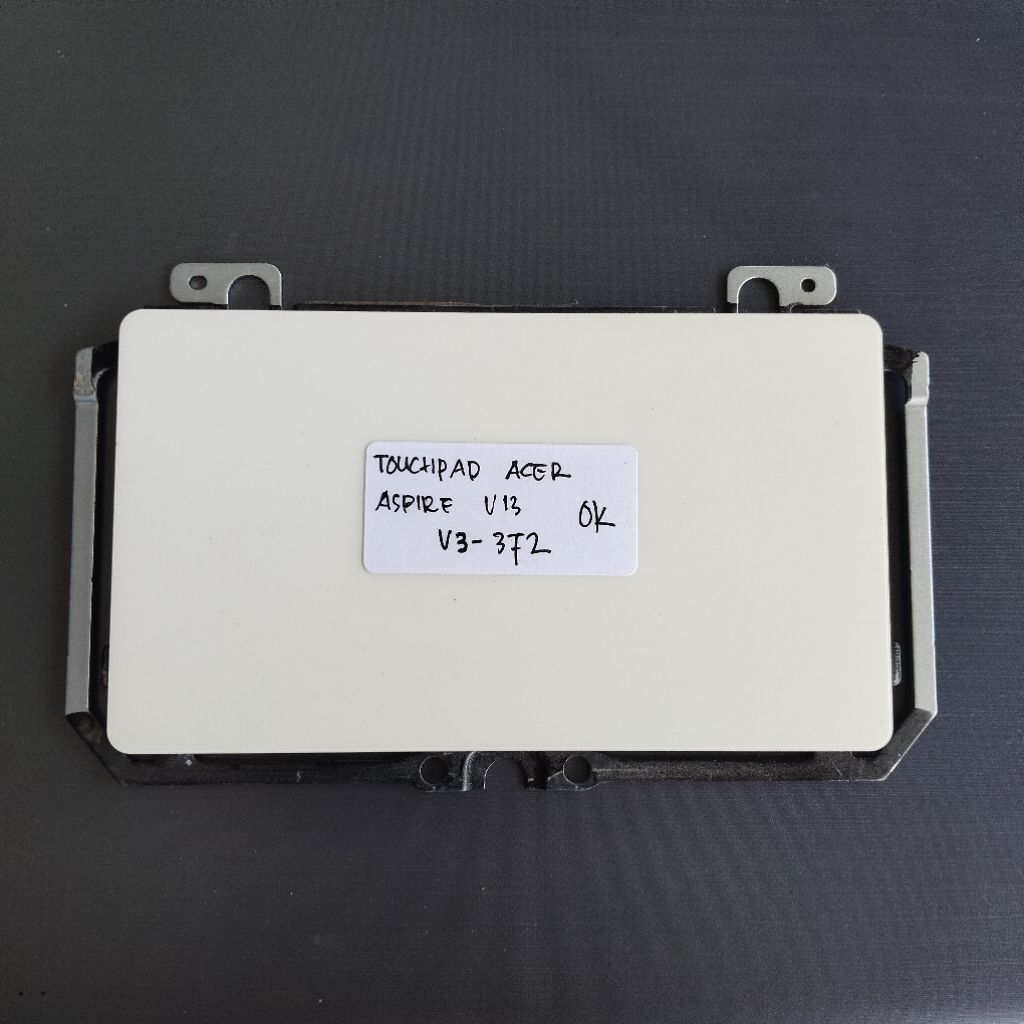 TOUCHPAD ACER
ASPIRE V13 OK
V3-372